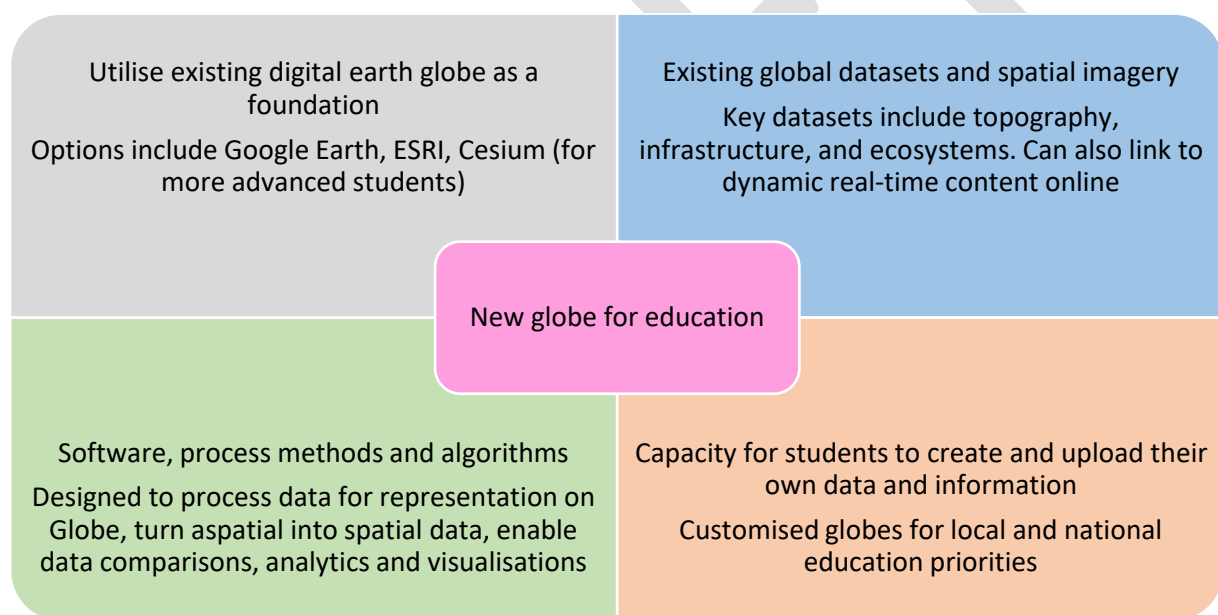 Utilise existing digital earth globe as a
foundation
Options include Google Earth, ESRI, Cesium (for
more advanced students)
Existing global datasets and spatial imagery
Key datasets include topography,
infrastructure, and ecosystems. Can also link to
dynamic real-time content online
New globe for education
Software, process methods and algorithms
Designed to process data for representation on
Globe, turn aspatial into spatial data, enable
data comparisons, analytics and visualisations
Capacity for students to create and upload their
own data and information
Customised globes for local and national
education priorities